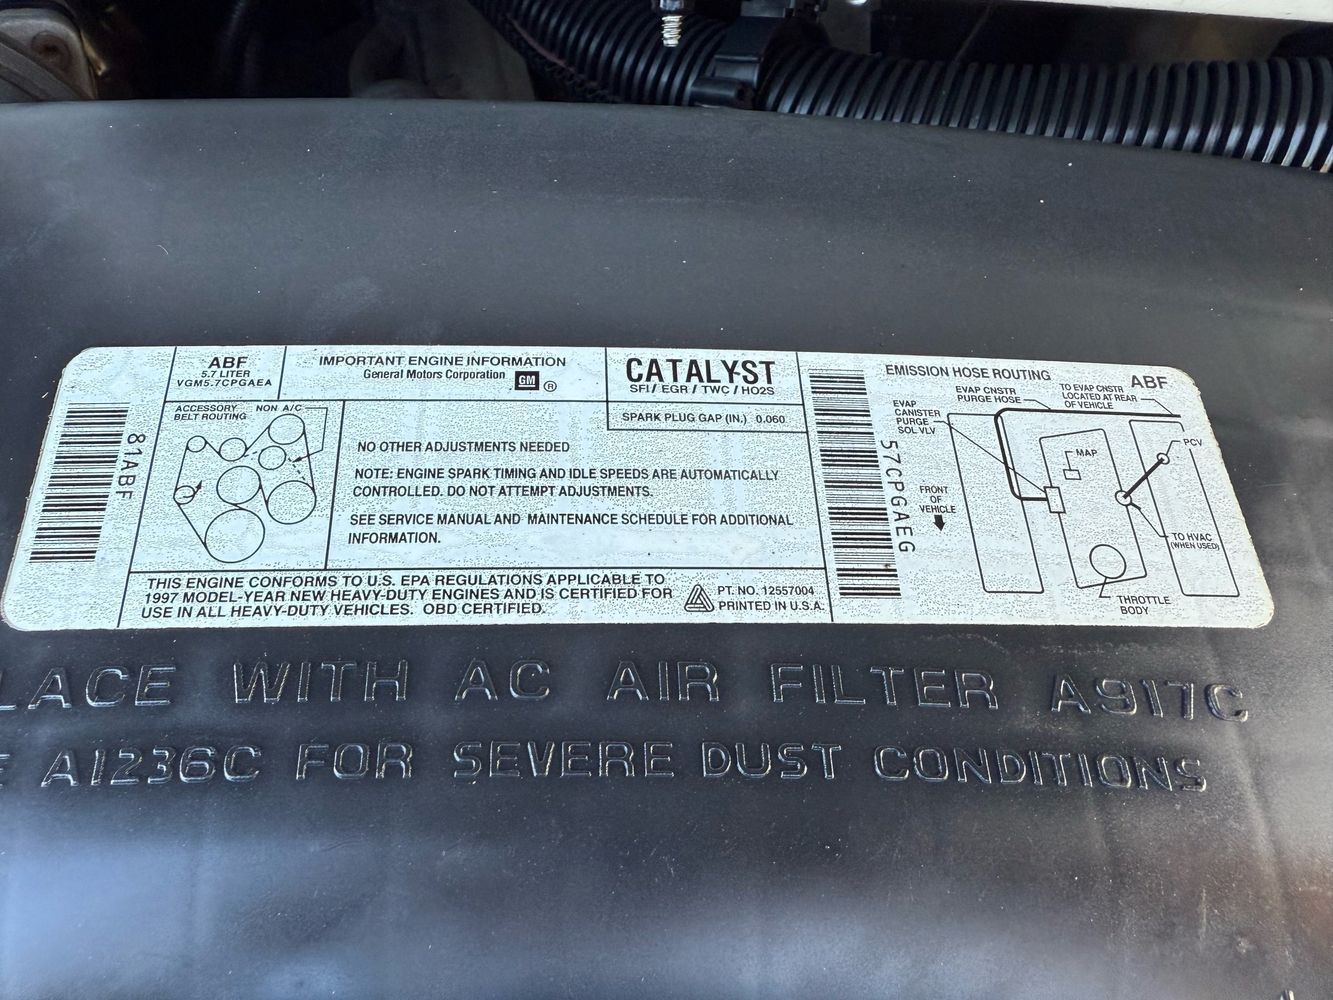 ABF
5.7 LITER
VGM5.7CPGAEA
IMPORTANT ENGINE INFORMATION
General Motors Corporation GM ®
CATALYST
SFI / EGR / TWC / HO2S
SPARK PLUG GAP (IN.) 0.060
ACCESSORY
BELT ROUTING
NON A/C
81ABF
NO OTHER ADJUSTMENTS NEEDED
NOTE: ENGINE SPARK TIMING AND IDLE SPEEDS ARE AUTOMATICALLY
CONTROLLED. DO NOT ATTEMPT ADJUSTMENTS.
SEE SERVICE MANUAL AND MAINTENANCE SCHEDULE FOR ADDITIONAL
INFORMATION.
THIS ENGINE CONFORMS TO U.S. EPA REGULATIONS APPLICABLE TO
1997 MODEL-YEAR NEW HEAVY-DUTY ENGINES AND IS CERTIFIED FOR
USE IN ALL HEAVY-DUTY VEHICLES. OBD CERTIFIED.
PT. NO. 12557004
PRINTED IN U.S.A.
57CPGAEG
EMISSION HOSE ROUTING
ABF
EVAP CNSTR
PURGE HOSE
TO EVAP CNSTR
LOCATED AT REAR
OF VEHICLE
EVAP
CANISTER
PURGE
SOL VLV
MAP
PCV
FRONT
OF
VEHICLE
TO HVAC
(WHEN USED)
THROTTLE
BODY
LACE WITH AC AIR FILTER A917C
E A1236C FOR SEVERE DUST CONDITIONS